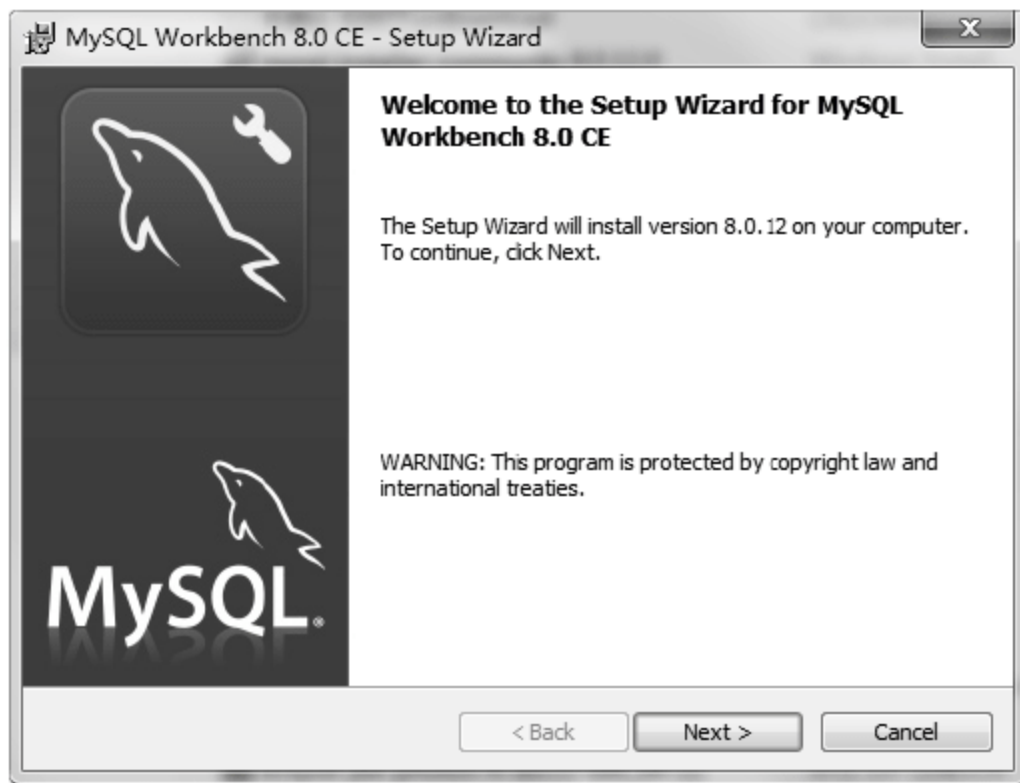 MySQL Workbench 8.0 CE - Setup Wizard
X
Welcome to the Setup Wizard for MySQL
Workbench 8.0 CE
The Setup Wizard will install version 8.0.12 on your computer.
To continue, click Next.
WARNING: This program is protected by copyright law and
international treaties.
MySQL®
< Back
Next >
Cancel